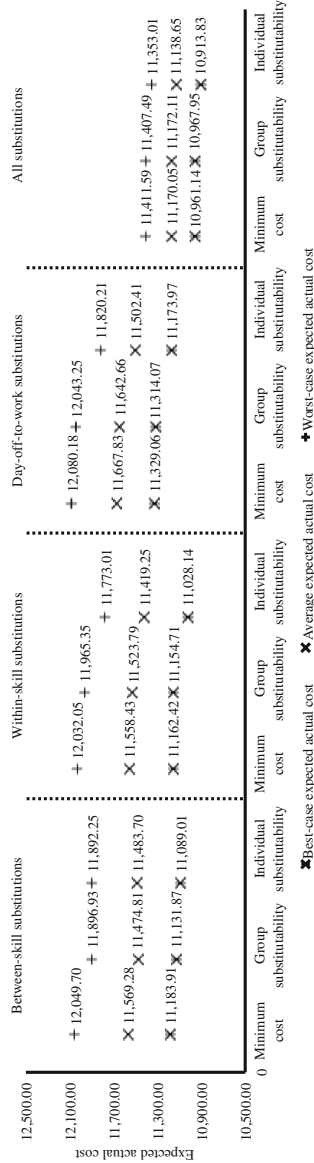 Between-skill substitutions
Within-skill substitutions
Day-off-to-work substitutions
All substitutions
Expected actual cost
12,500.00
12,100.00
11,700.00
11,300.00
10,900.00
10,500.00
0
12,049.70
11,896.93
11,892.25
11,569.28
11,474.81
11,483.70
11,183.91
11,131.87
11,089.01
12,032.05
11,965.35
11,773.01
11,558.43
11,523.79
11,419.25
11,162.42
11,154.71
11,028.14
12,080.18
12,043.25
11,820.21
11,667.83
11,642.66
11,502.41
11,329.06
11,314.07
11,173.97
11,411.59
11,407.49
11,353.01
11,170.05
11,172.11
11,138.65
10,961.14
10,967.95
10,913.83
Minimum cost
Group substitutability
Individual substitutability
Minimum cost
Group substitutability
Individual substitutability
Minimum cost
Group substitutability
Individual substitutability
Minimum cost
Group substitutability
Individual substitutability
Best-case expected actual cost
Average expected actual cost
Worst-case expected actual cost